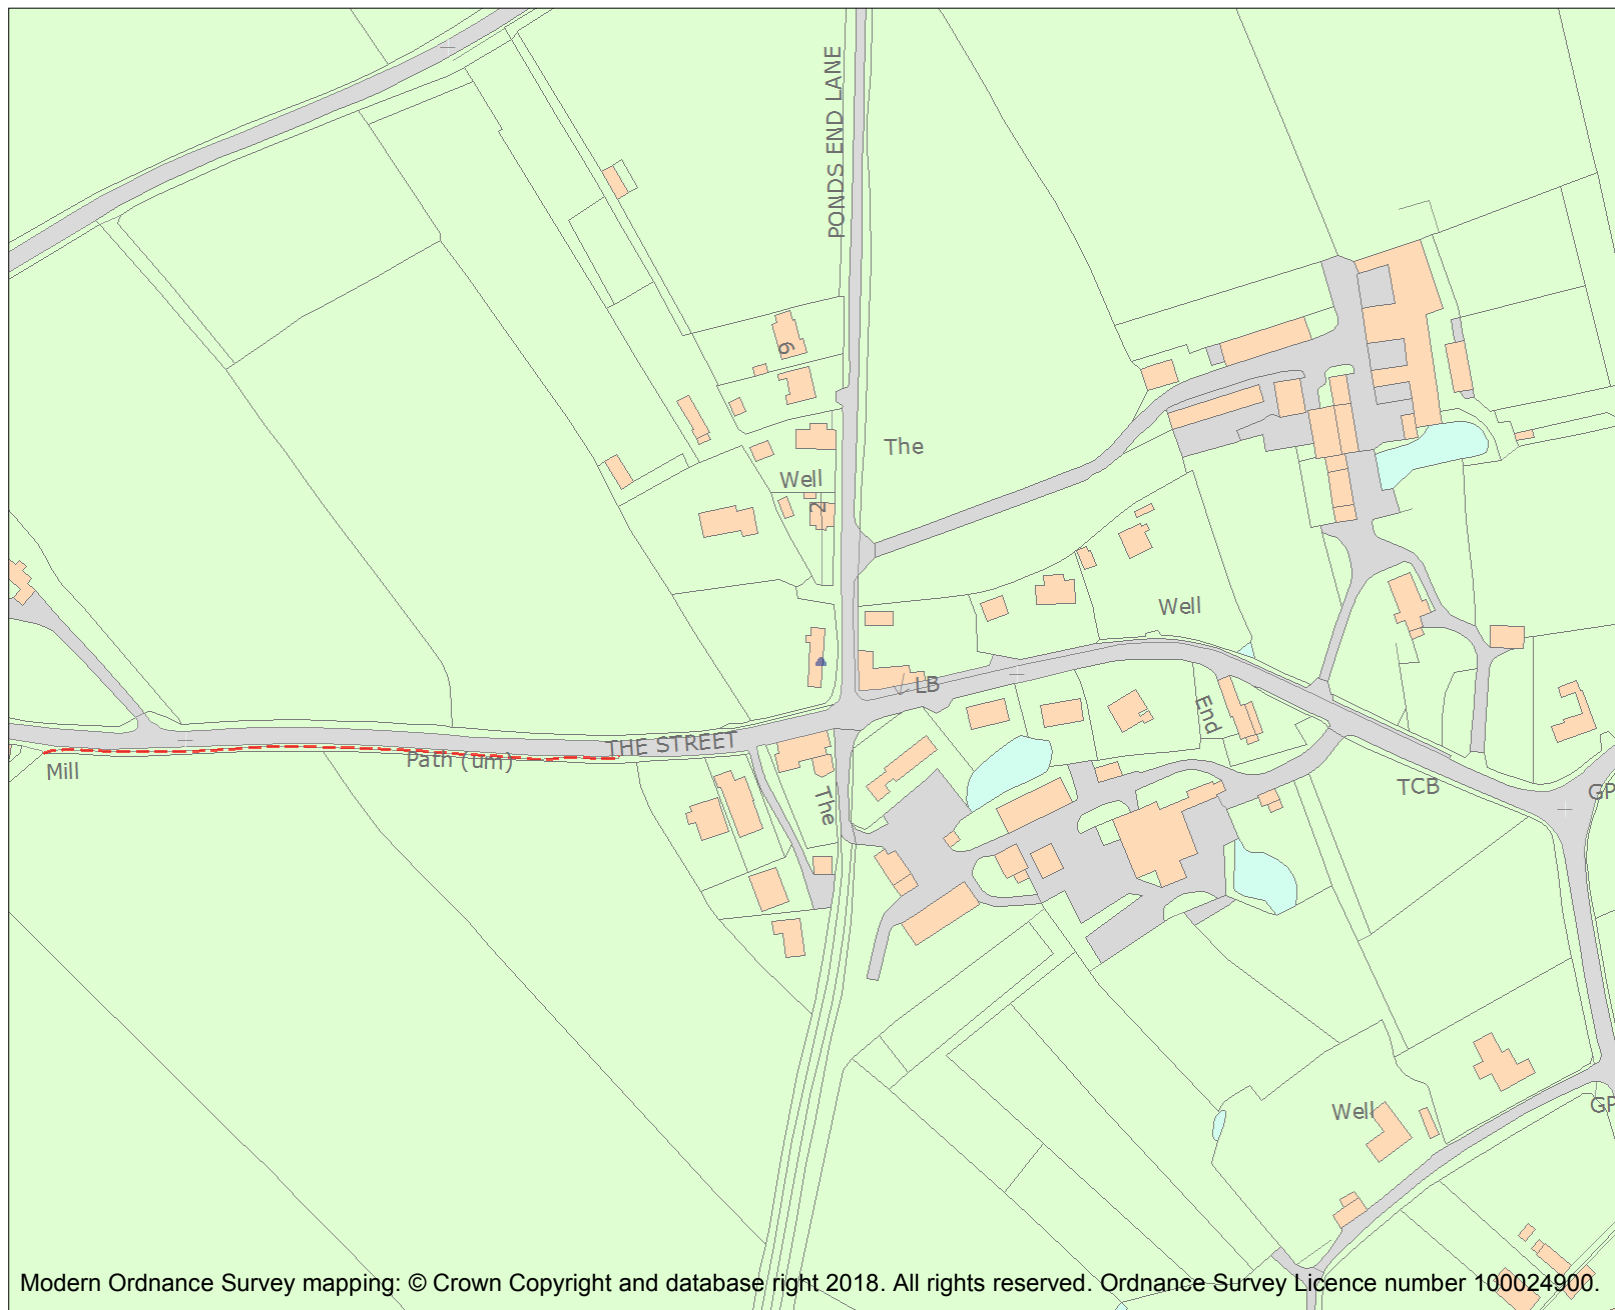 PONDS END LANE
6
The
Well
2
Well
LB
End
THE STREET
Path (um)
Mill
The
TCB
GP
Well
GP
Modern Ordnance Survey mapping: © Crown Copyright and database right 2018. All rights reserved. Ordnance Survey Licence number 100024900.